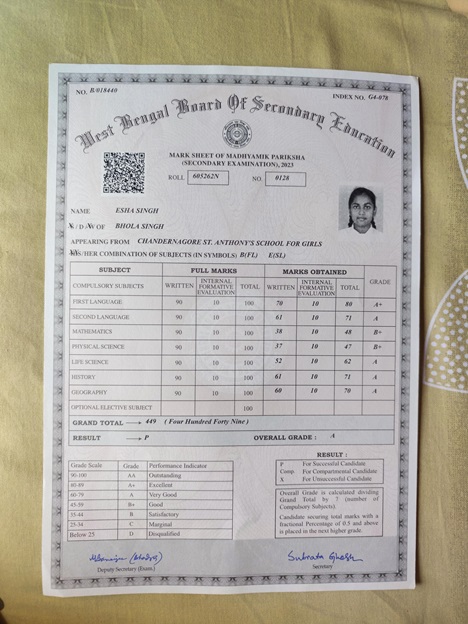 NO. B/018440
INDEX NO. G4-078
West Bengal Board Of Secondary Education
MARK SHEET OF MADHYAMIK PARIKSHA
(SECONDARY EXAMINATION), 2023
ROLL 605262N NO. 0128
NAME ESHA SINGH
D OF BHOLA SINGH
APPEARING FROM CHANDERNAGORE ST. ANTHONY'S SCHOOL FOR GIRLS
HIS/HER COMBINATION OF SUBJECTS (IN SYMBOLS) B(FL) E(SL)
SUBJECT FULL MARKS MARKS OBTAINED GRADE
COMPULSORY SUBJECTS WRITTEN INTERNAL FORMATIVE EVALUATION TOTAL WRITTEN INTERNAL FORMATIVE EVALUATION TOTAL
FIRST LANGUAGE 90 10 100 70 10 80 A+
SECOND LANGUAGE 90 10 100 61 10 71 A
MATHEMATICS 90 10 100 38 10 48 B+
PHYSICAL SCIENCE 90 10 100 37 10 47 B+
LIFE SCIENCE 90 10 100 52 10 62 A
HISTORY 90 10 100 61 10 71 A
GEOGRAPHY 90 10 100 60 10 70 A
OPTIONAL ELECTIVE SUBJECT 100
GRAND TOTAL 449 ( Four Hundred Forty Nine )
RESULT P OVERALL GRADE : A
Grade Scale Grade Performance Indicator
90-100 AA Outstanding
80-89 A+ Excellent
60-79 A Very Good
45-59 B+ Good
35-44 B Satisfactory
25-34 C Marginal
Below 25 D Disqualified
RESULT :
P For Successful Candidate
Comp. For Compartmental Candidate
X For Unsuccessful Candidate
Overall Grade is calculated dividing
Grand Total by 7 (number of
Compulsory Subjects).
Candidate securing total marks with a
fractional Percentage of 0.5 and above
is placed in the next higher grade.
Deputy Secretary (Exam.)
Subrata Ghosh
Secretary